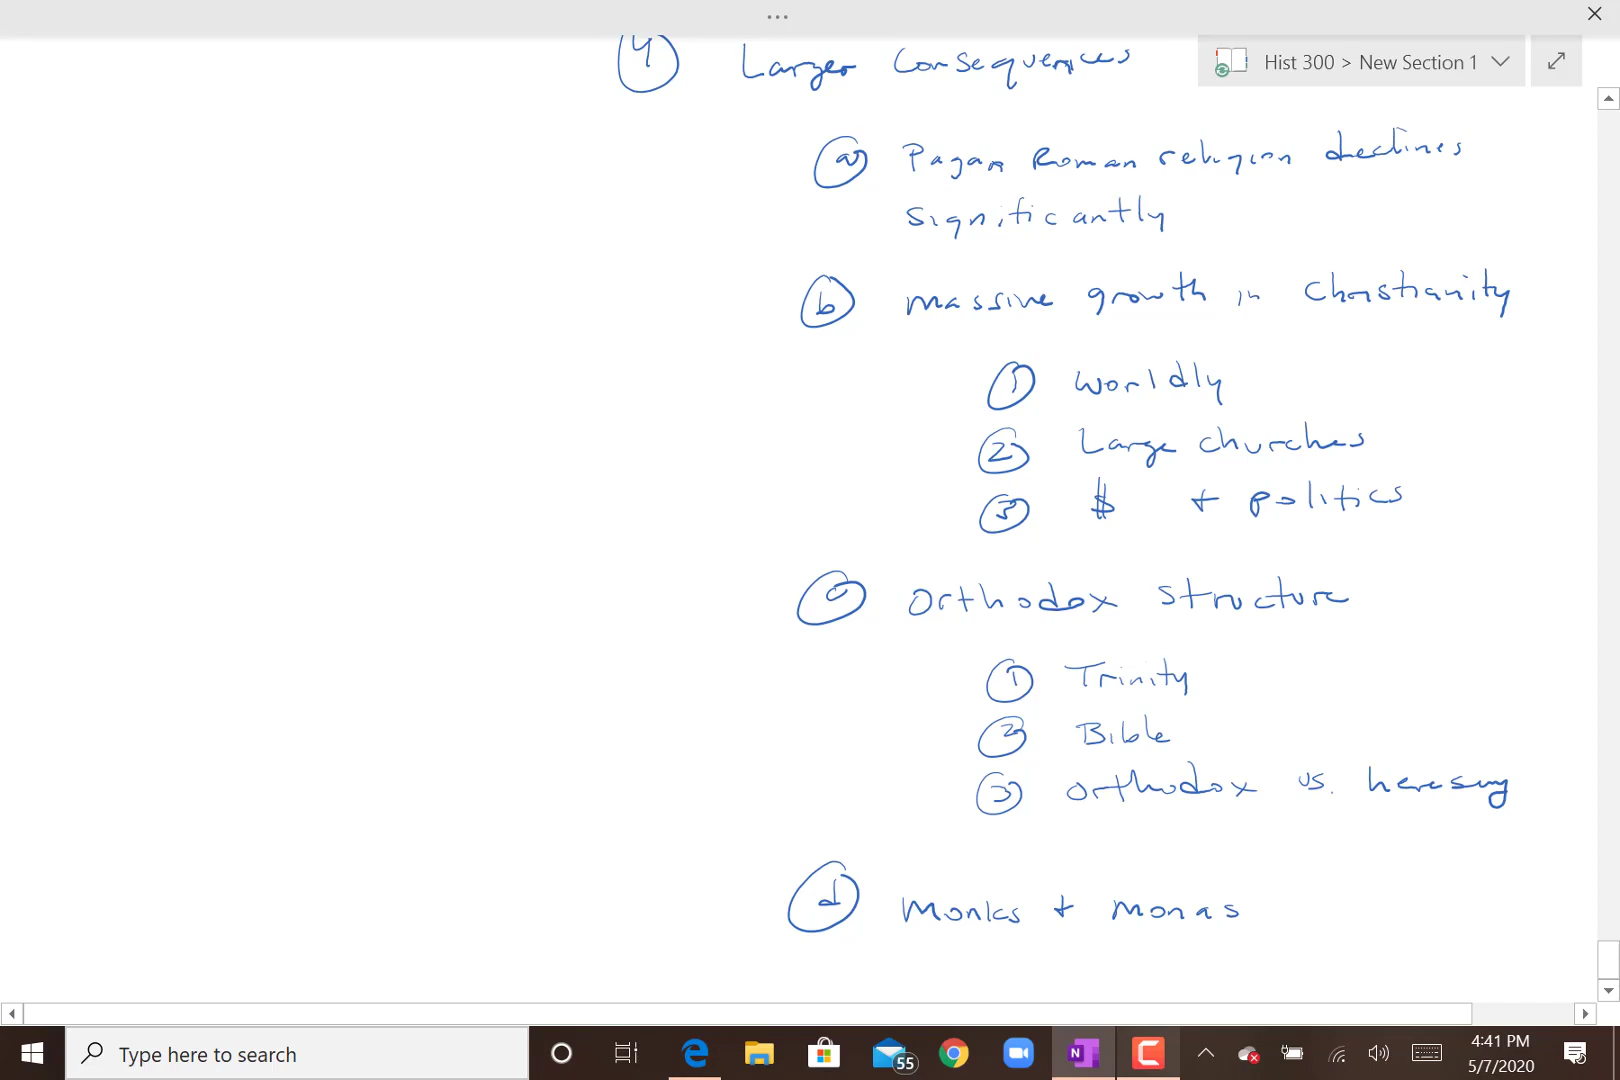 ...
4 Larger Consequences
Hist 300 > New Section 1
a Pagan Roman religion declines
significantly
b Massive growth in Christianity
1 Worldly
2 Large churches
3 $ + politics
c Orthodox structure
1 Trinity
2 Bible
3 Orthodox vs. heresy
d Monks + Monas
Type here to search
55
N
4:41 PM
5/7/2020